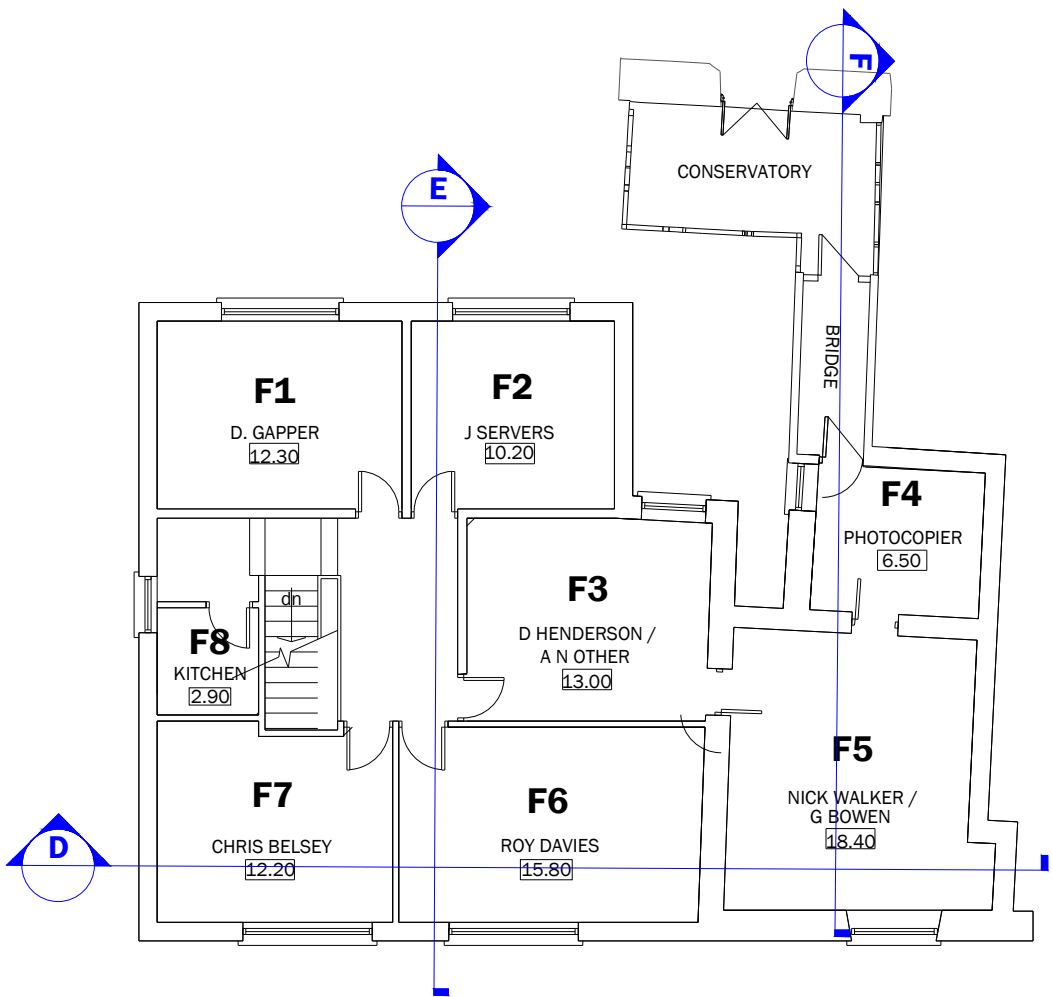 F
E
CONSERVATORY
BRIDGE
F1
D. GAPPER
12.30
F2
J SERVERS
10.20
F4
PHOTOCOPIER
6.50
F3
D HENDERSON /
A N OTHER
13.00
dn
F8
KITCHEN
2.90
F5
NICK WALKER /
G BOWEN
18.40
F7
CHRIS BELSEY
12.20
F6
ROY DAVIES
15.80
D